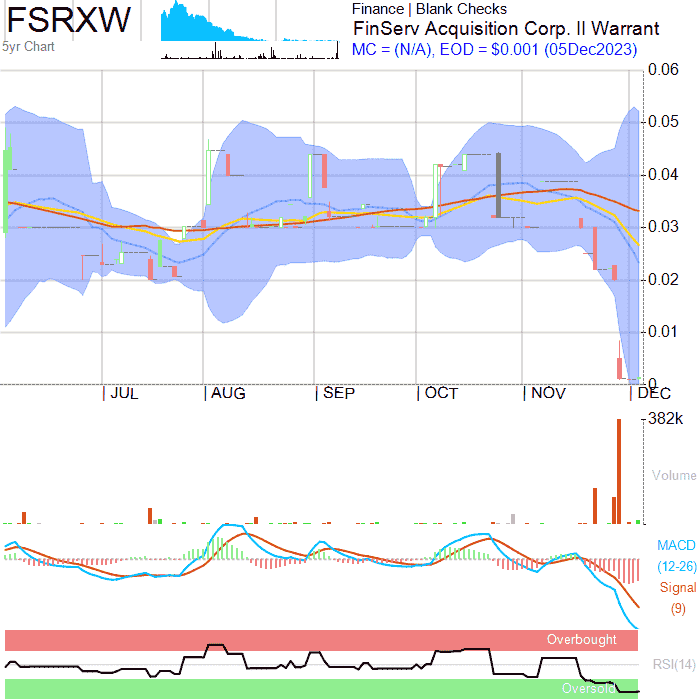 FSRXW
5yr Chart
Finance | Blank Checks
FinServ Acquisition Corp. II Warrant
MC = (N/A), EOD = $0.001 (05Dec2023)
0.06
0.05
0.04
0.03
0.02
0.01
0
JUL AUG SEP OCT NOV DEC
382k
Volume
MACD
(12-26)
Signal
(9)
Overbought
RSI(14)
Oversold